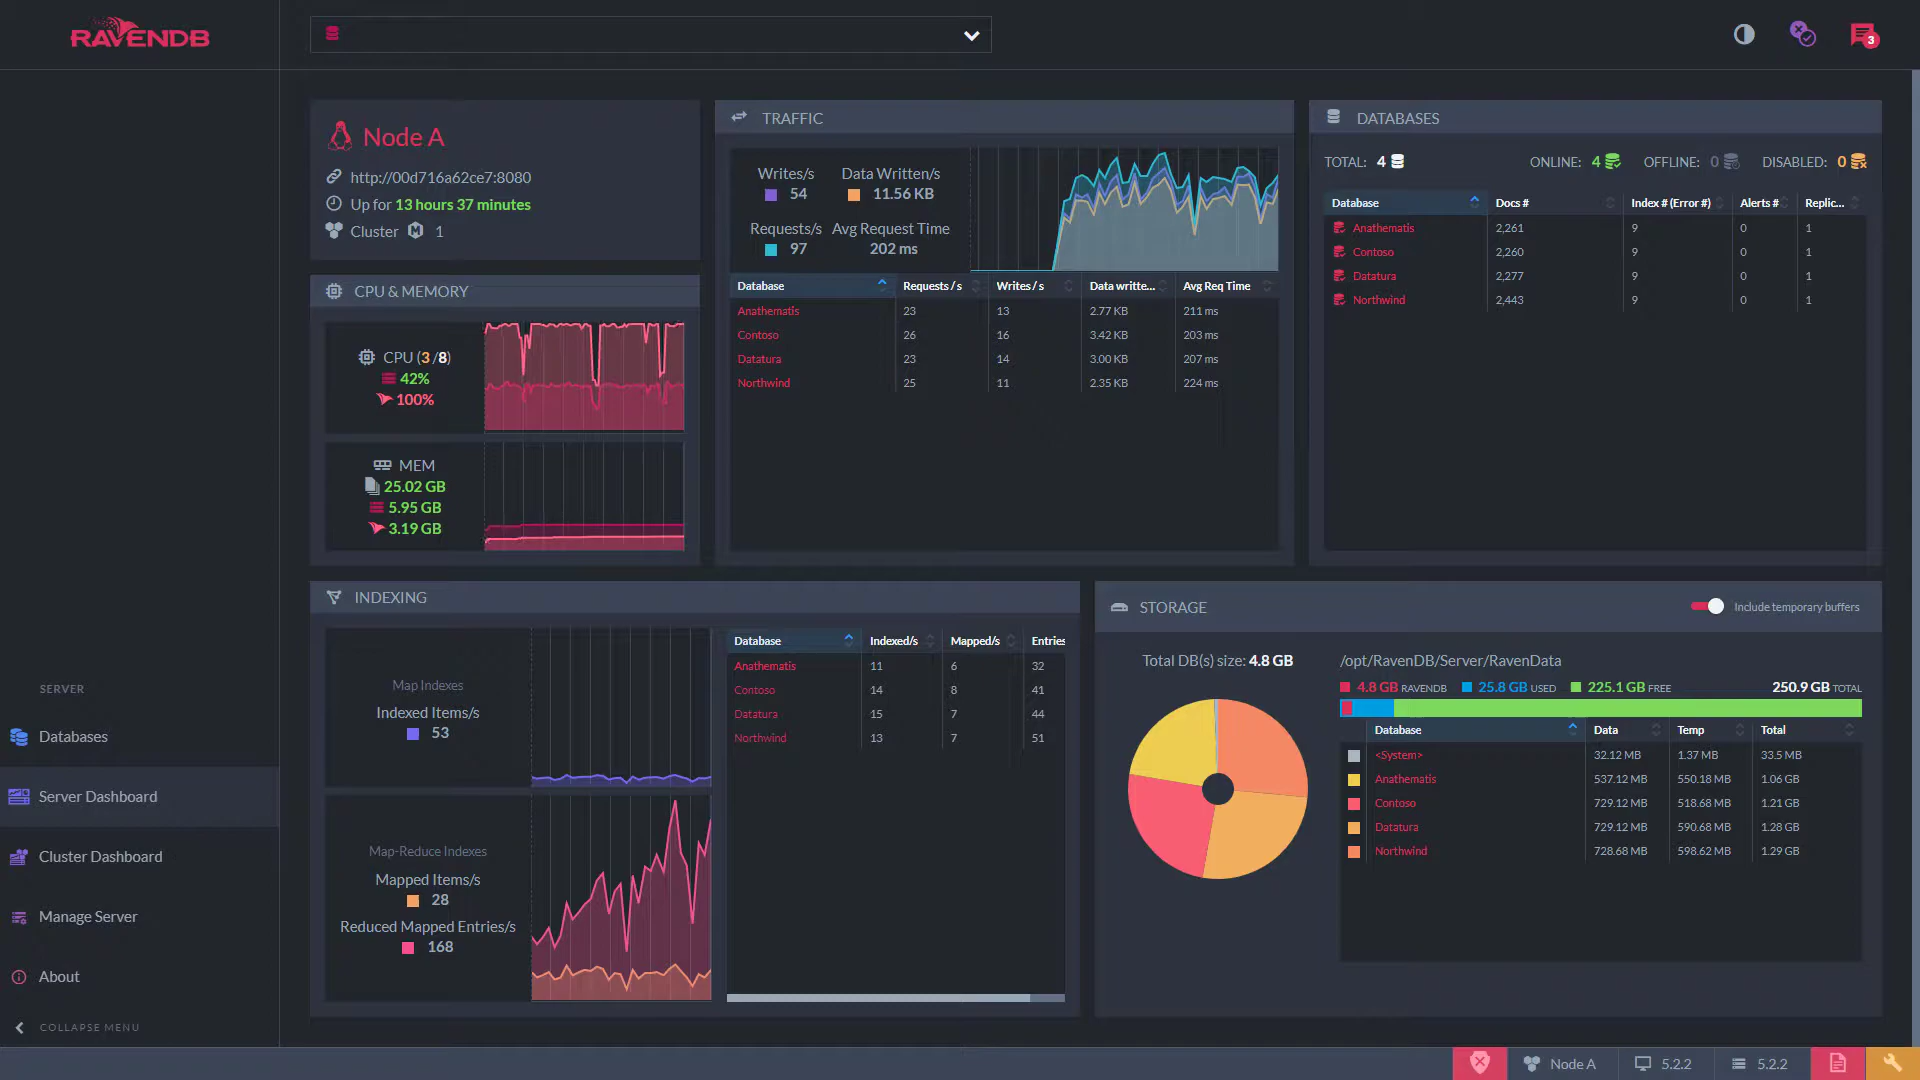 RAVENDB
3
Node A
http://00d716a62ce7:8080
Up for 13 hours 37 minutes
Cluster 1
CPU & MEMORY
CPU (3 /8)
42%
100%
MEM
25.02 GB
5.95 GB
3.19 GB
TRAFFIC
Writes/s Data Written/s
54 11.56 KB
Requests/s Avg Request Time
97 202 ms
Database Requests / s Writes / s Data writte... Avg Req Time
Anathematis 23 13 2.77 KB 211 ms
Contoso 26 16 3.42 KB 203 ms
Datatura 23 14 3.00 KB 207 ms
Northwind 25 11 2.35 KB 224 ms
DATABASES
TOTAL: 4 ONLINE: 4 OFFLINE: 0 DISABLED: 0
Database Docs # Index # (Error #) Alerts # Replic...
Anathematis 2,261 9 0 1
Contoso 2,260 9 0 1
Datatura 2,277 9 0 1
Northwind 2,443 9 0 1
INDEXING
Map Indexes
Indexed Items/s
53
Map-Reduce Indexes
Mapped Items/s
28
Reduced Mapped Entries/s
168
Database Indexed/s Mapped/s Entries
Anathematis 11 6 32
Contoso 14 8 41
Datatura 15 7 44
Northwind 13 7 51
STORAGE
Include temporary buffers
Total DB(s) size: 4.8 GB
/opt/RavenDB/Server/RavenData
4.8 GB RAVENDB 25.8 GB USED 225.1 GB FREE 250.9 GB TOTAL
Database Data Temp Total
<System> 32.12 MB 1.37 MB 33.5 MB
Anathematis 537.12 MB 550.18 MB 1.06 GB
Contoso 729.12 MB 518.68 MB 1.21 GB
Datatura 729.12 MB 590.68 MB 1.28 GB
Northwind 728.68 MB 598.62 MB 1.29 GB
SERVER
Databases
Server Dashboard
Cluster Dashboard
Manage Server
About
COLLAPSE MENU
Node A
5.2.2
5.2.2